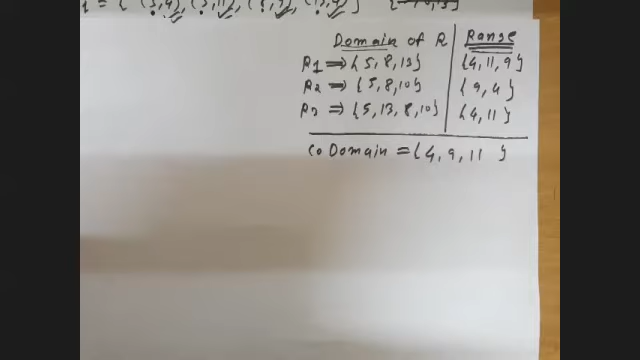 Domain of R Range
R1 ⇒ { 5, 8, 13 } { 4, 11, 9 }
R2 ⇒ { 5, 8, 10 } { 9, 4 }
R3 ⇒ { 5, 13, 8, 10 } { 4, 11 }
Co Domain = { 4, 9, 11 }